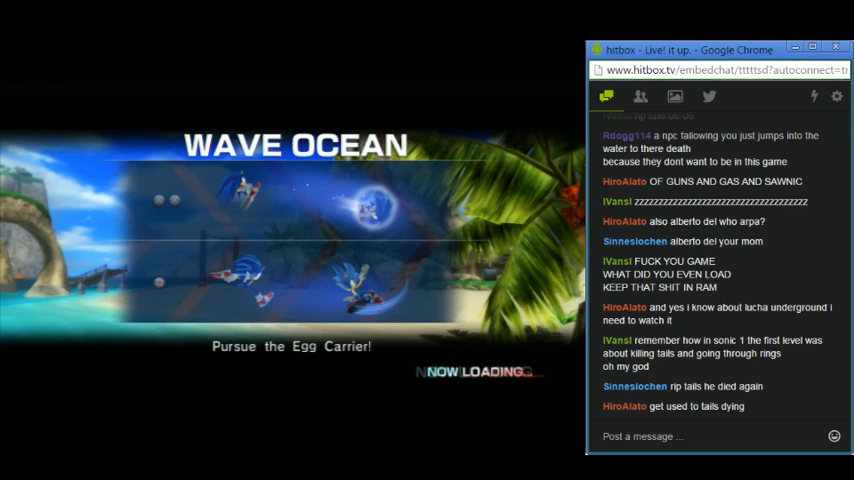 WAVE OCEAN
Pursue the Egg Carrier!
NOW LOADING...
hitbox - Live! it up. - Google Chrome
www.hitbox.tv/embedchat/tttttsd?autoconnect=tr
Rdogg114 a npc fallowing you just jumps into the
water to there death
because they dont want to be in this game
HiroAlato OF GUNS AND GAS AND SAWNIC
IVansI zzzzzzzzzzzzzzzzzzzzzzzzzzzzzzzzzzzzzz
HiroAlato also alberto del who arpa?
Sinneslochen alberto del your mom
IVansI FUCK YOU GAME
WHAT DID YOU EVEN LOAD
KEEP THAT SHIT IN RAM
HiroAlato and yes i know about lucha underground i
need to watch it
IVansI remember how in sonic 1 the first level was
about killing tails and going through rings
oh my god
Sinneslochen rip tails he died again
HiroAlato get used to tails dying
Post a message ...